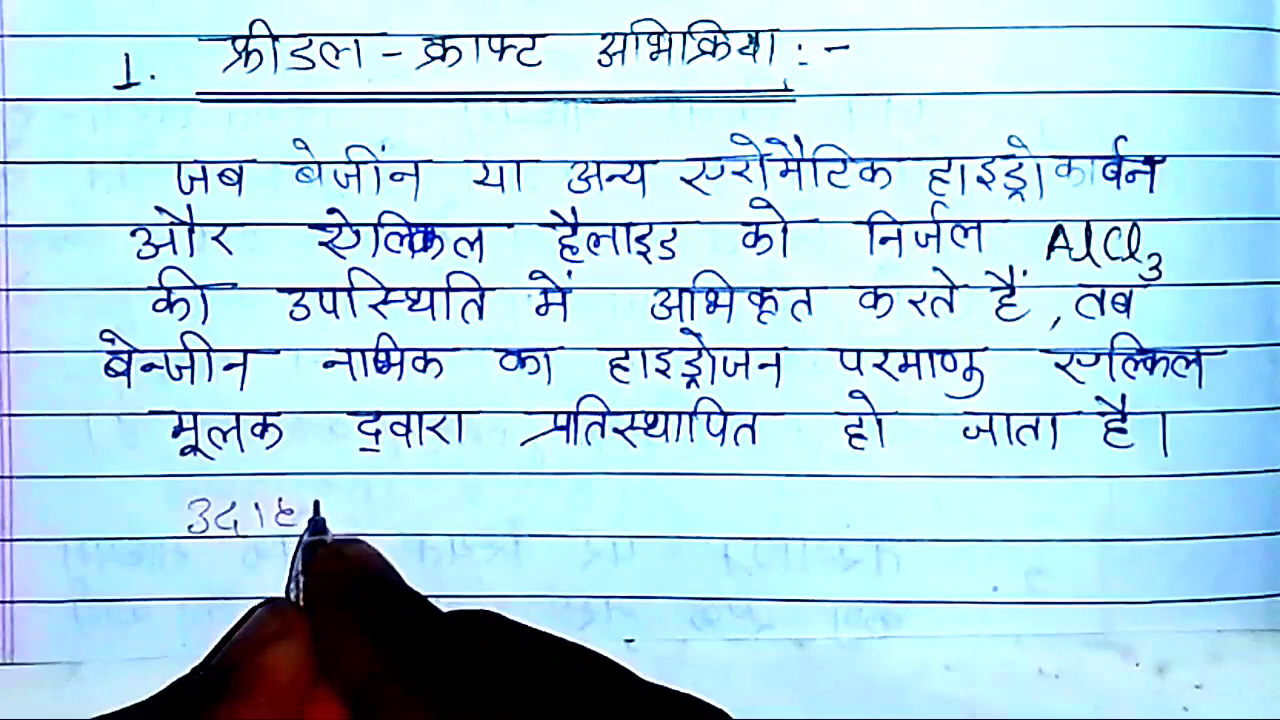 1. फ्रीडल - क्राफ्ट अभिक्रिया : -
जब बेजींन या अन्य एरोमैटिक हाइड्रोकार्बन
और एल्किल हैलाइड को निर्जल AlCl₃
की उपस्थिति में अभिकृत करते हैं , तब
बेन्जीन नाभिक का हाइड्रोजन परमाणु एल्किल
मूलक द्वारा प्रतिस्थापित हो जाता है।
उदाह